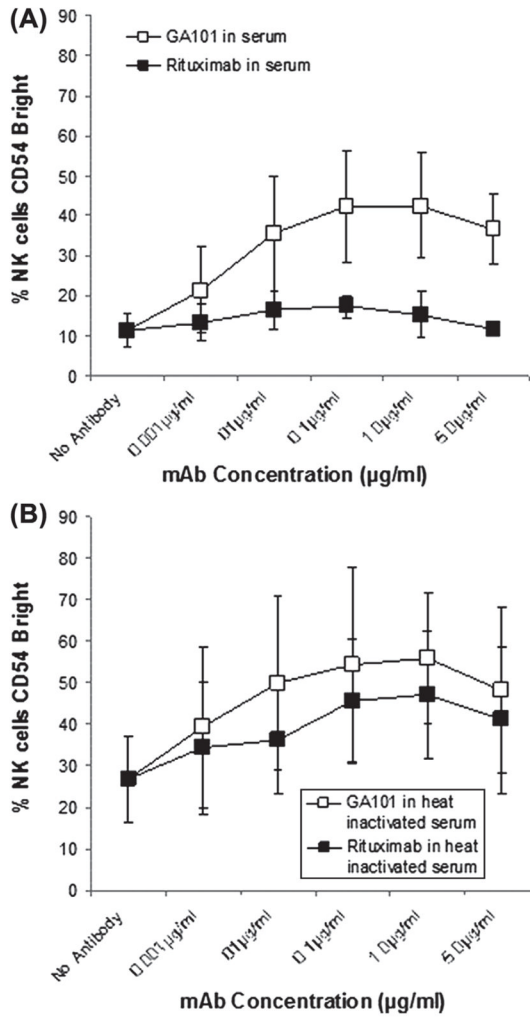 (A)
90
80
70
60
50
40
30
20
10
0
% NK cells CD54 Bright
GA101 in serum
Rituximab in serum
No Antibody
0.001µg/ml
01µg/ml
0.1µg/ml
1.0µg/ml
5.0µg/ml
mAb Concentration (µg/ml)
(B)
90
80
70
60
50
40
30
20
10
0
% NK cells CD54 Bright
GA101 in heat
inactivated serum
Rituximab in heat
inactivated serum
No Antibody
0.001µg/ml
01µg/ml
0.1µg/ml
1.0µg/ml
5.0µg/ml
mAb Concentration (µg/ml)